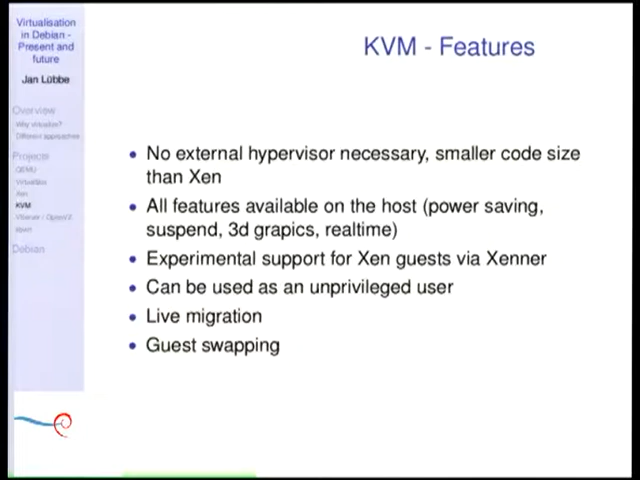 Virtualisation
in Debian -
Present and
future
Jan Lübbe
Overview
Why virtualise?
Different approaches
Projects
QEMU
Virtualbox
Xen
KVM
Debian
KVM - Features
No external hypervisor necessary, smaller code size
than Xen
All features available on the host (power saving,
suspend, 3d grapics, realtime)
Experimental support for Xen guests via Xenner
Can be used as an unprivileged user
Live migration
Guest swapping